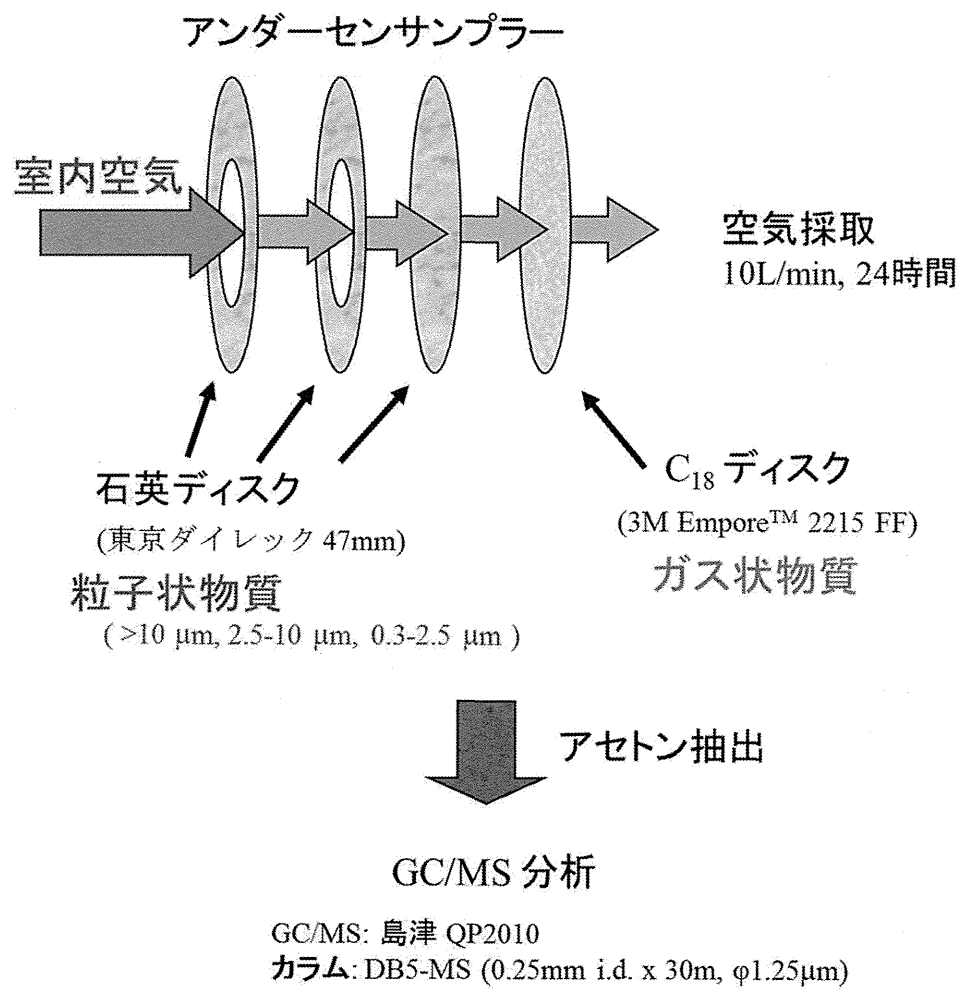 アンダーセンサンプラー
室内空気
空気採取
10L/min, 24時間
石英ディスク
(東京ダイレック 47mm)
粒子状物質
( >10 μm, 2.5-10 μm, 0.3-2.5 μm )
C18 ディスク
(3M Empore™ 2215 FF)
ガス状物質
アセトン抽出
GC/MS 分析
GC/MS: 島津 QP2010
カラム: DB5-MS (0.25mm i.d. x 30m, φ1.25μm)